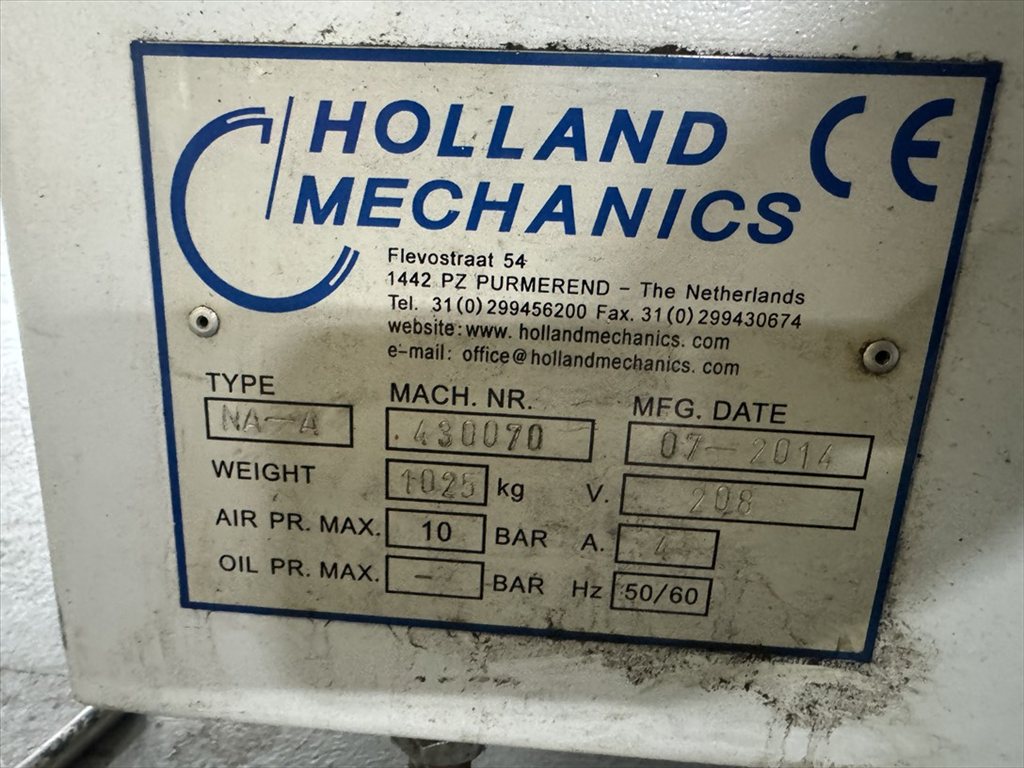 HOLLAND
MECHANICS
CE
Flevostraat 54
1442 PZ PURMEREND - The Netherlands
Tel. 31(0)299456200 Fax. 31(0)299430674
website: www. hollandmechanics. com
e-mail: office@hollandmechanics. com
TYPE NA-A MACH. NR. 430070 MFG. DATE 07-2014
WEIGHT 1025 kg V. 208
AIR PR. MAX. 10 BAR A. 4
OIL PR. MAX. - BAR Hz 50/60